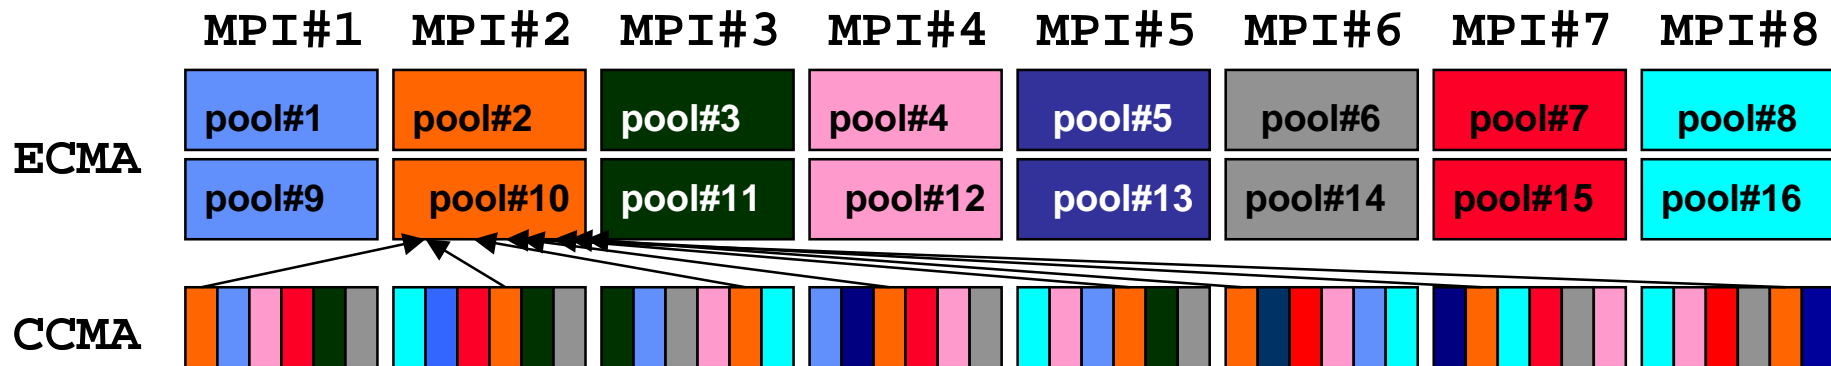 MPI#1 MPI#2 MPI#3 MPI#4 MPI#5 MPI#6 MPI#7 MPI#8
pool#1 pool#2 pool#3 pool#4 pool#5 pool#6 pool#7 pool#8
ECMA
pool#9 pool#10 pool#11 pool#12 pool#13 pool#14 pool#15 pool#16
CCMA